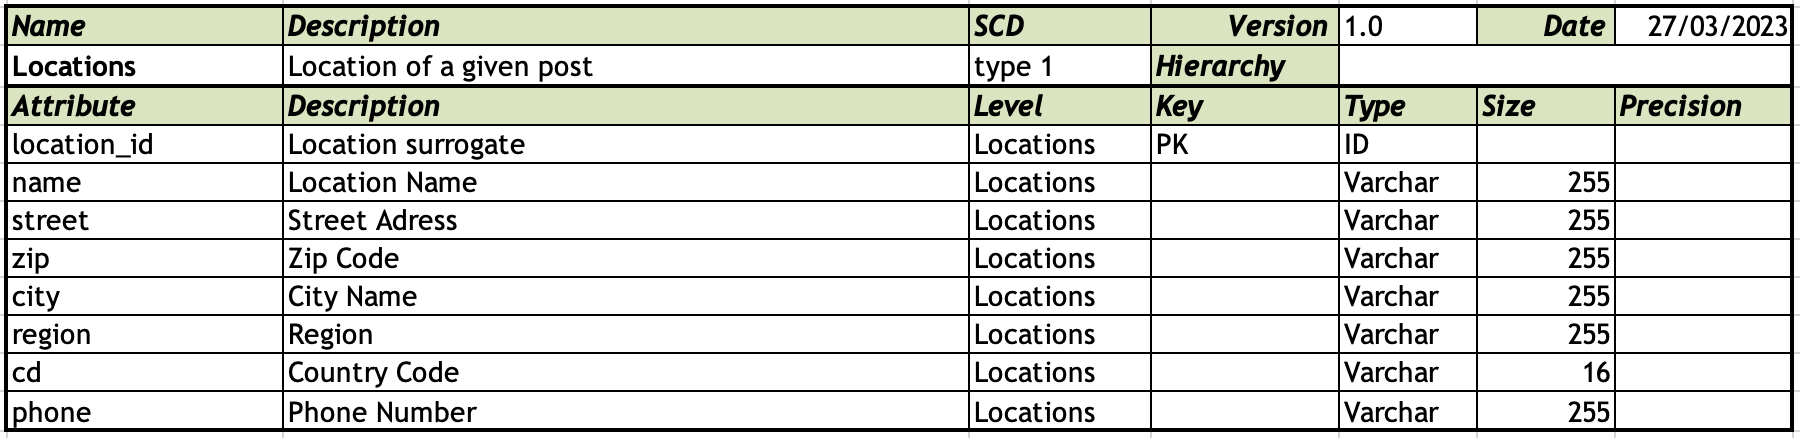 Name Description SCD Version 1.0 Date 27/03/2023
Locations Location of a given post type 1 Hierarchy
Attribute Description Level Key Type Size Precision
location_id Location surrogate Locations PK ID
name Location Name Locations Varchar 255
street Street Adress Locations Varchar 255
zip Zip Code Locations Varchar 255
city City Name Locations Varchar 255
region Region Locations Varchar 255
cd Country Code Locations Varchar 16
phone Phone Number Locations Varchar 255